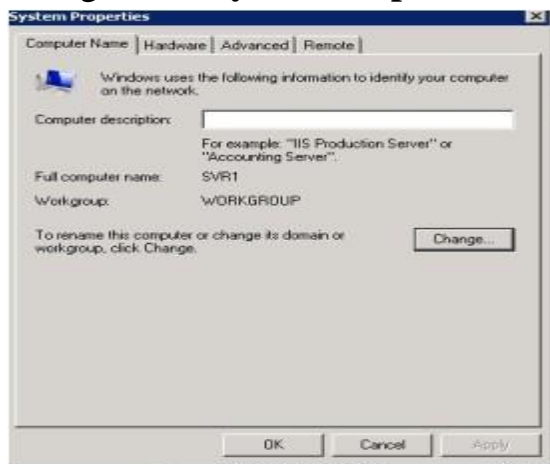 System Properties
Computer Name Hardware Advanced Remote
Windows uses the following information to identify your computer
on the network.
Computer description:
For example: "IIS Production Server" or
"Accounting Server".
Full computer name: SVR1
Workgroup: WORKGROUP
To rename this computer or change its domain or
workgroup, click Change.
Change...
OK Cancel Apply